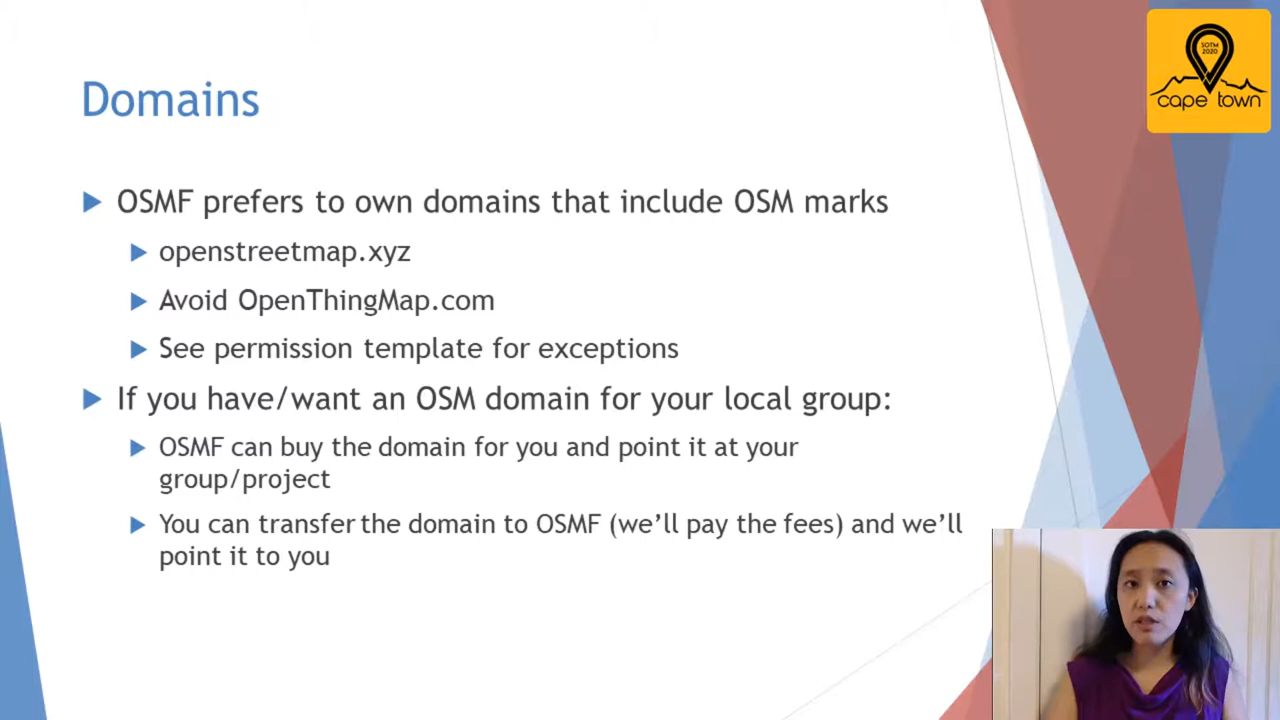 SOTM
2020
cape town
Domains
OSMF prefers to own domains that include OSM marks
openstreetmap.xyz
Avoid OpenThingMap.com
See permission template for exceptions
If you have/want an OSM domain for your local group:
OSMF can buy the domain for you and point it at your
group/project
You can transfer the domain to OSMF (we'll pay the fees) and we'll
point it to you